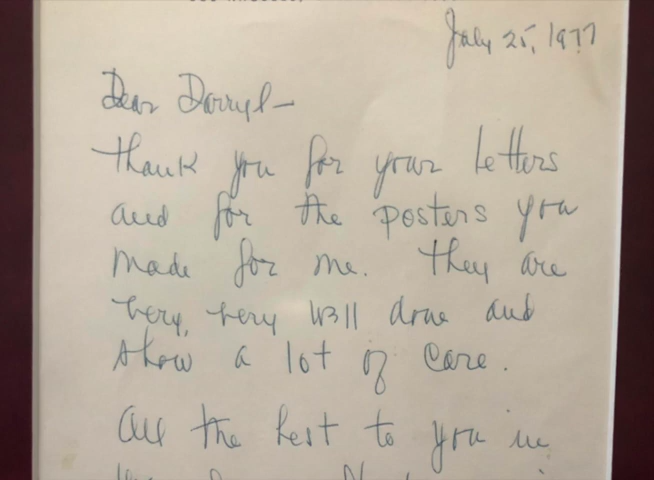 July 25, 1977
Dear Darryl—
Thank you for your letters
and for the posters you
made for me. They are
very, very well done and
show a lot of care.
All the best to you in